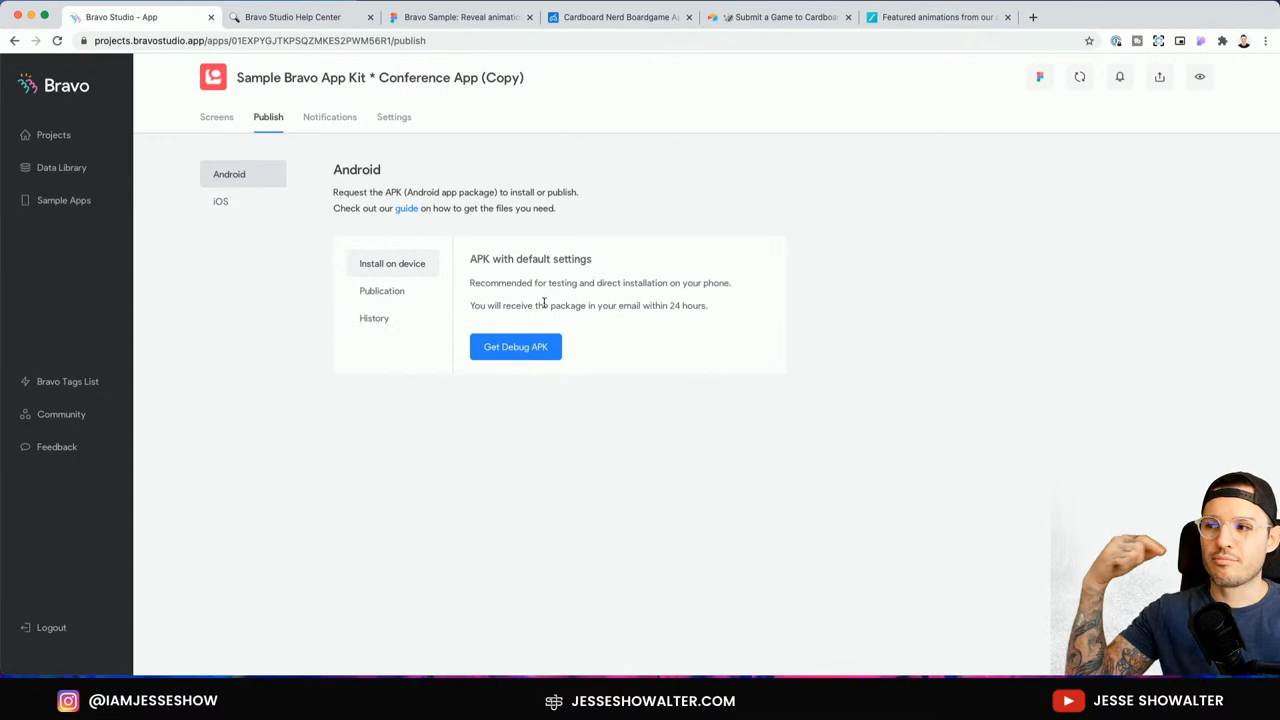 Bravo Studio - App
Bravo Studio Help Center
Bravo Sample: Reveal animatio
Cardboard Nerd Boardgame A
Submit a Game to Cardbo
Featured animations from our
projects.bravostudio.app/apps/01EXPYGJTKPSQZMKES2PWM56R1/publish
Bravo
Sample Bravo App Kit * Conference App (Copy)
Screens
Publish
Notifications
Settings
Projects
Data Library
Sample Apps
Bravo Tags List
Community
Feedback
Logout
Android
iOS
Android
Request the APK (Android app package) to install or publish.
Check out our guide on how to get the files you need.
Install on device
Publication
History
APK with default settings
Recommended for testing and direct installation on your phone.
You will receive the package in your email within 24 hours.
Get Debug APK
@IAMJESSESHOW
JESSESHOWALTER.COM
JESSE SHOWALTER